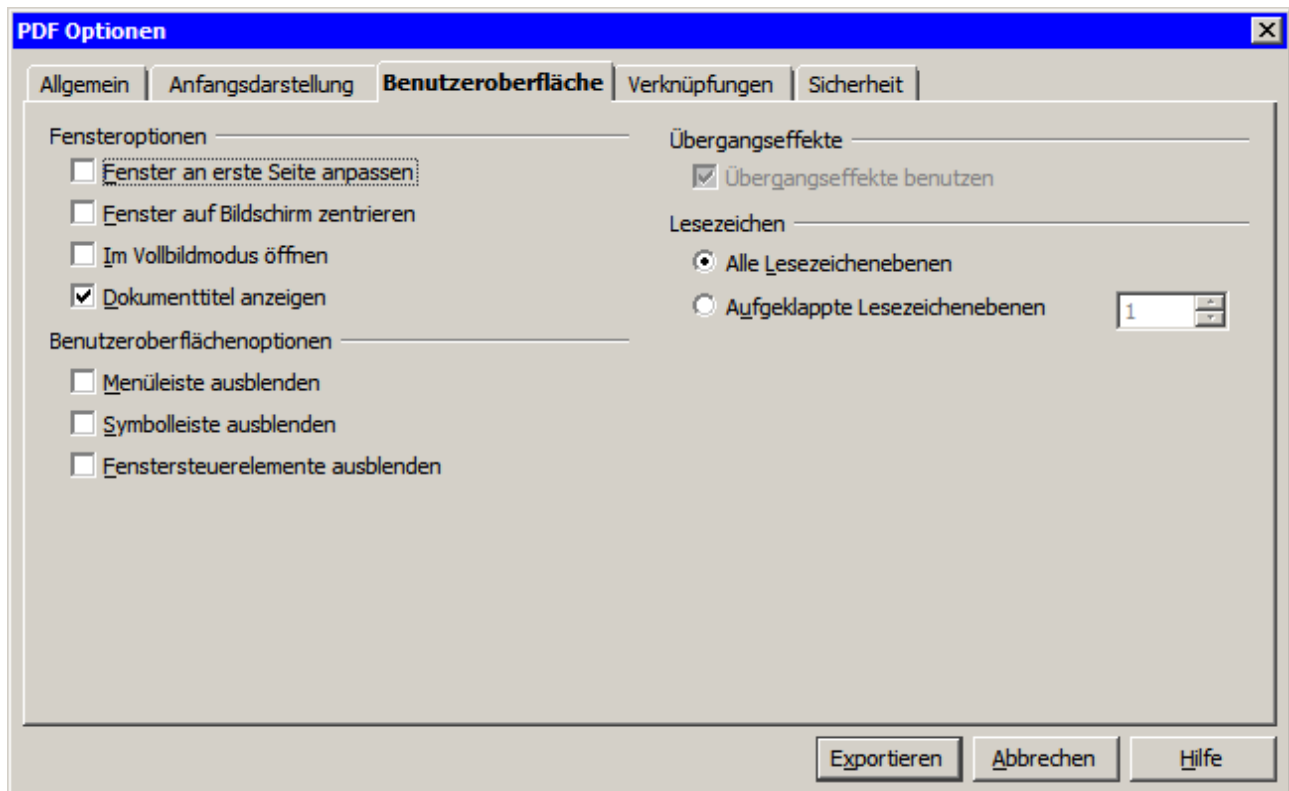 PDF Optionen
Allgemein Anfangsdarstellung Benutzeroberfläche Verknüpfungen Sicherheit
Fensteroptionen
Fenster an erste Seite anpassen
Fenster auf Bildschirm zentrieren
Im Vollbildmodus öffnen
Dokumenttitel anzeigen
Benutzeroberflächenoptionen
Menüleiste ausblenden
Symbolleiste ausblenden
Fenstersteuerelemente ausblenden
Übergangseffekte
Übergangseffekte benutzen
Lesezeichen
Alle Lesezeichenebenen
Aufgeklappte Lesezeichenebenen 1
Exportieren Abbrechen Hilfe